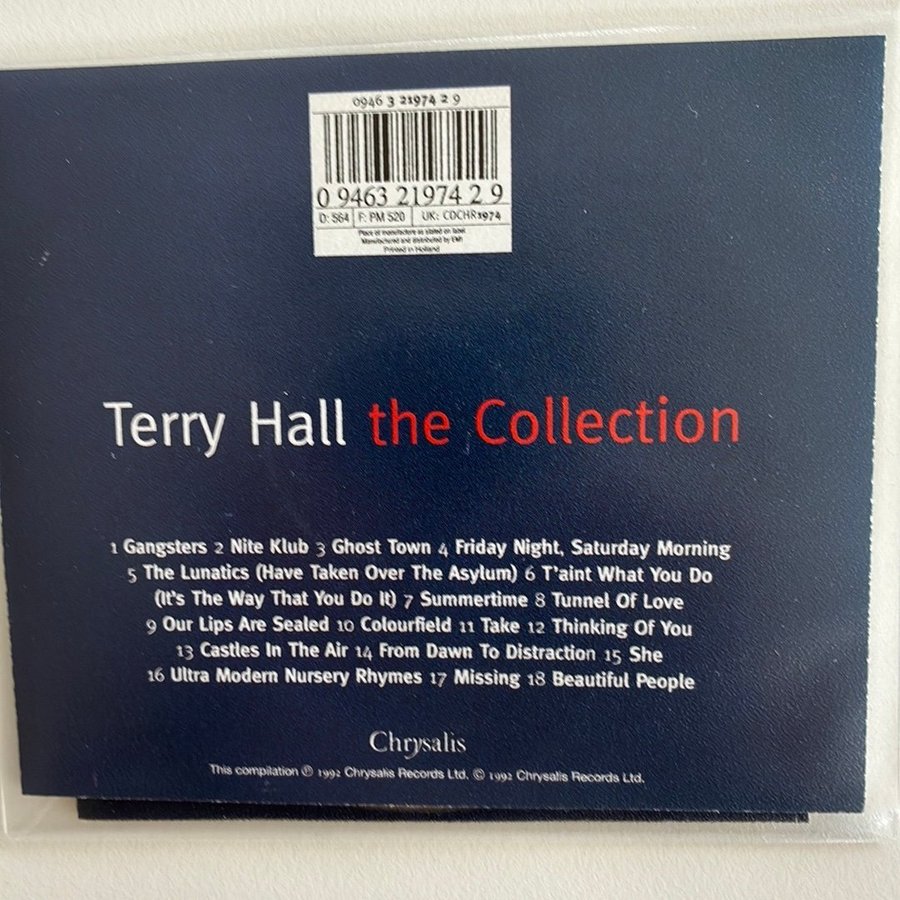 0946 3 21974 2 9
0 9463 21974 2 9
D: 564 F: PM 520 UK: CDCHR1974
Place of manufacture as stated on label
Manufactured and distributed by EMI
Printed in Holland
Terry Hall the Collection
1 Gangsters 2 Nite Klub 3 Ghost Town 4 Friday Night, Saturday Morning
5 The Lunatics (Have Taken Over The Asylum) 6 T'aint What You Do
(It's The Way That You Do It) 7 Summertime 8 Tunnel Of Love
9 Our Lips Are Sealed 10 Colourfield 11 Take 12 Thinking Of You
13 Castles In The Air 14 From Dawn To Distraction 15 She
16 Ultra Modern Nursery Rhymes 17 Missing 18 Beautiful People
Chrysalis
This compilation ℗ 1992 Chrysalis Records Ltd. © 1992 Chrysalis Records Ltd.